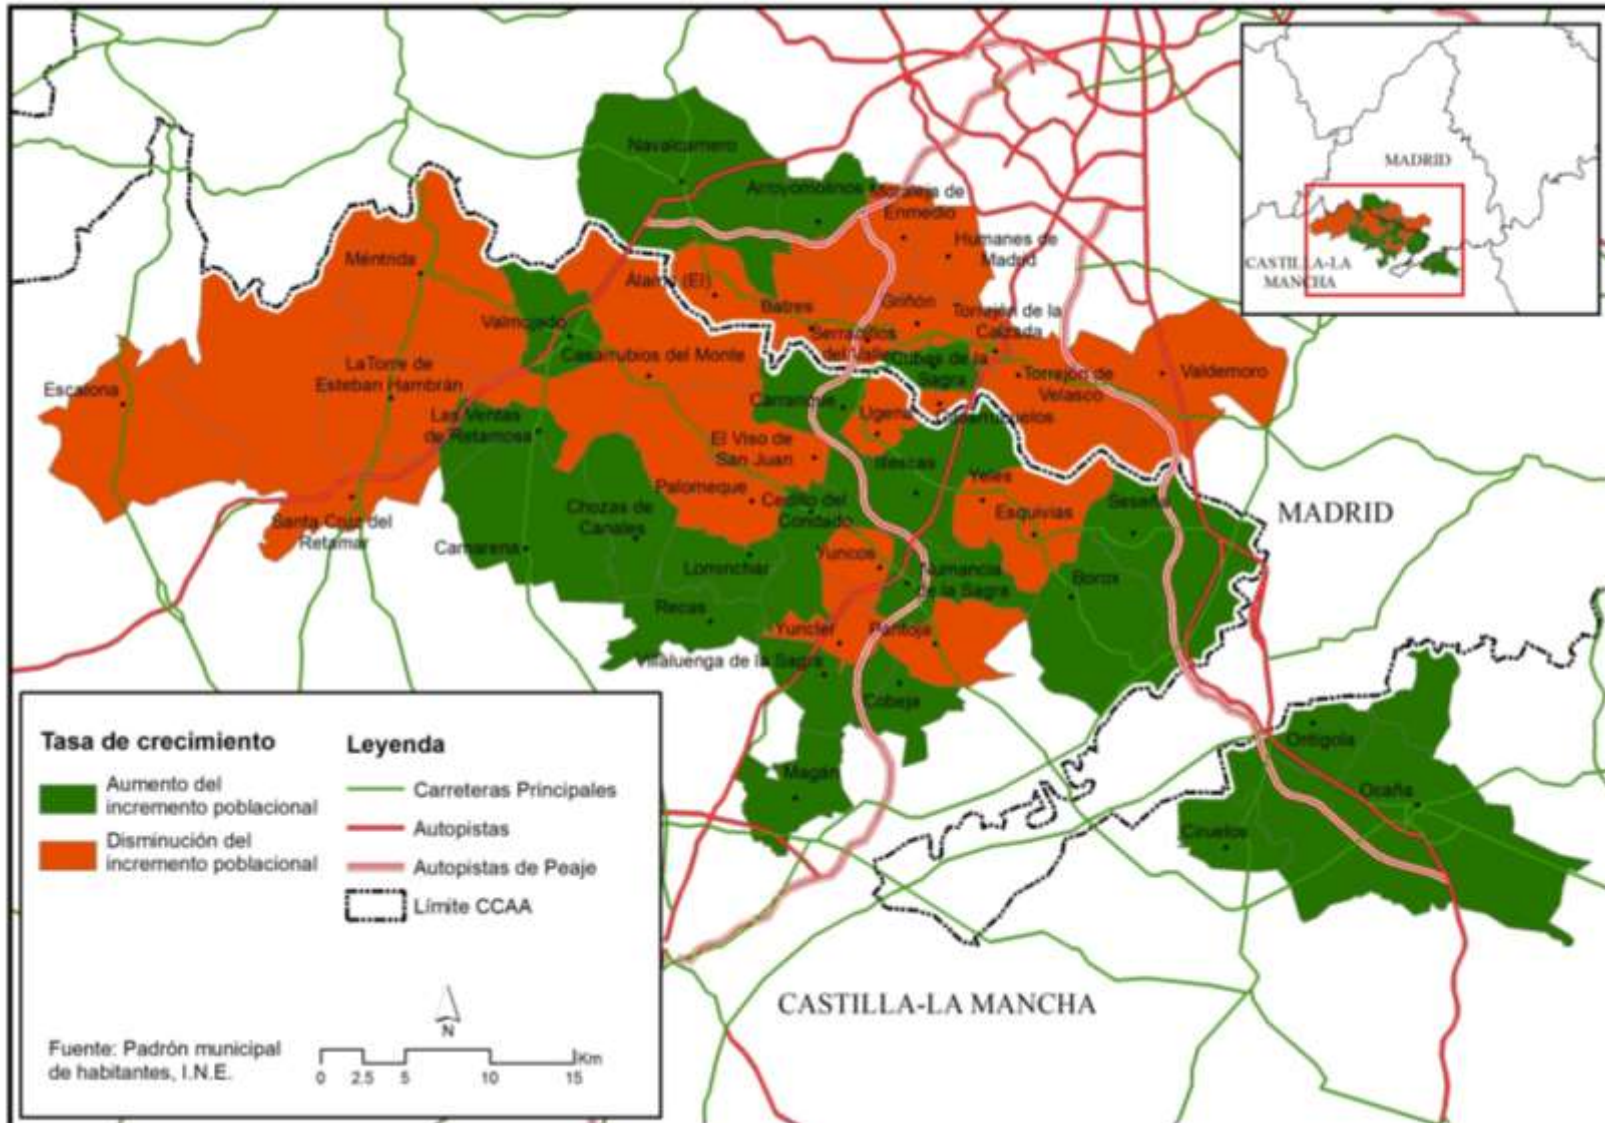 Navalcarnero
Arroyomolinos
Moraleja de
Enmedio
Humanes de
Madrid
Méntrida
Álamo (El)
Batres
Griñón
Torrejón de la
Calzada
Valmojado
Serranillos
del Valle
Cubas de la
Sagra
Casarrubios del Monte
LaTorre de
Esteban Hambrán
Escalona
Torrejón de
Velasco
Valdemoro
Carranque
Ugena
Casarrubuelos
Las Ventas
de Retamosa
El Viso de
San Juan
Illescas
Yeles
Palomeque
Cedillo del
Condado
Esquivias
Seseña
Chozas de
Canales
Santa Cruz del
Retamar
Camarena
Lominchar
Yuncos
Numancia
de la Sagra
Borox
Recas
Yuncler
Pantoja
Villaluenga de la Sagra
Cobeja
Magán
Ontígola
Ocaña
Ciruelos
MADRID
CASTILLA-LA MANCHA
MADRID
CASTILLA-LA
MANCHA
Tasa de crecimiento
Aumento del
incremento poblacional
Disminución del
incremento poblacional
Leyenda
Carreteras Principales
Autopistas
Autopistas de Peaje
Límite CCAA
N
Km
0 2.5 5 10 15
Fuente: Padrón municipal
de habitantes, I.N.E.